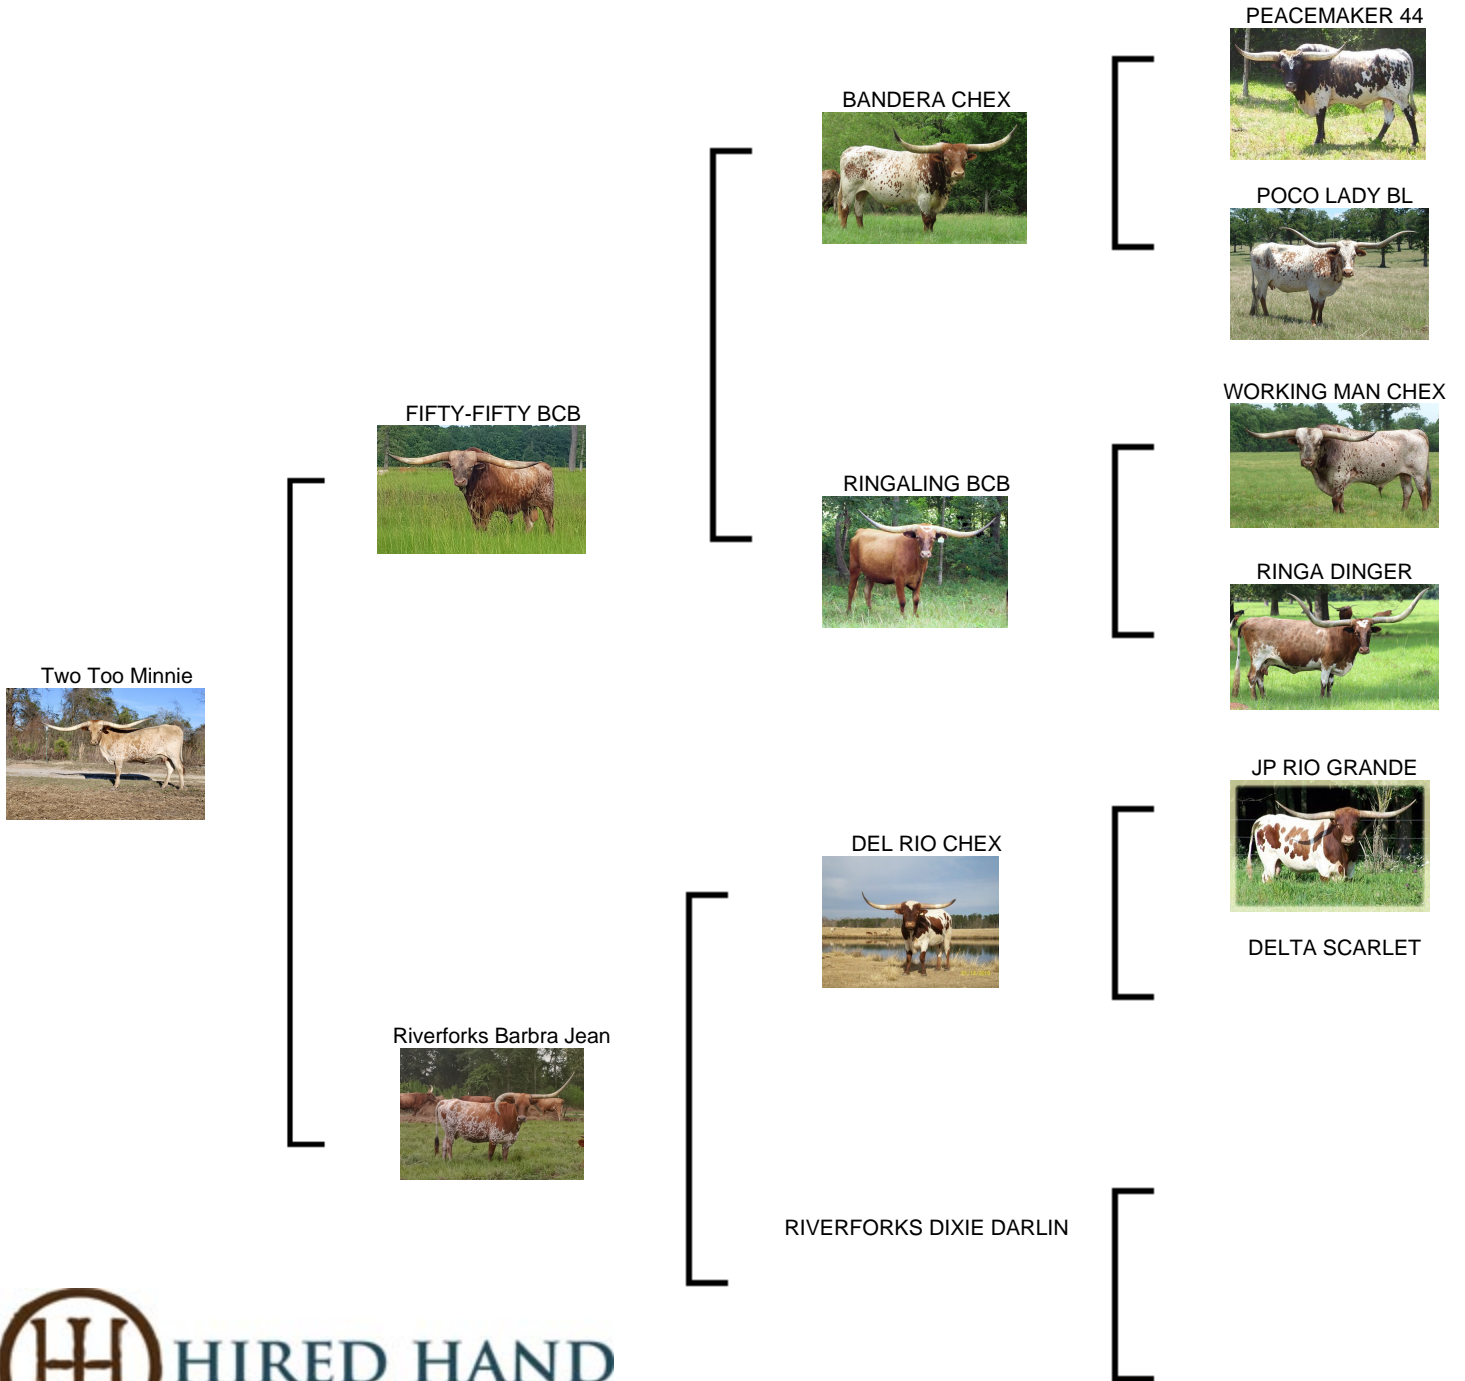 PEACEMAKER 44
BANDERA CHEX
POCO LADY BL
WORKING MAN CHEX
FIFTY-FIFTY BCB
RINGALING BCB
RINGA DINGER
Two Too Minnie
JP RIO GRANDE
DEL RIO CHEX
DELTA SCARLET
Riverforks Barbra Jean
RIVERFORKS DIXIE DARLIN
HIRED HAND